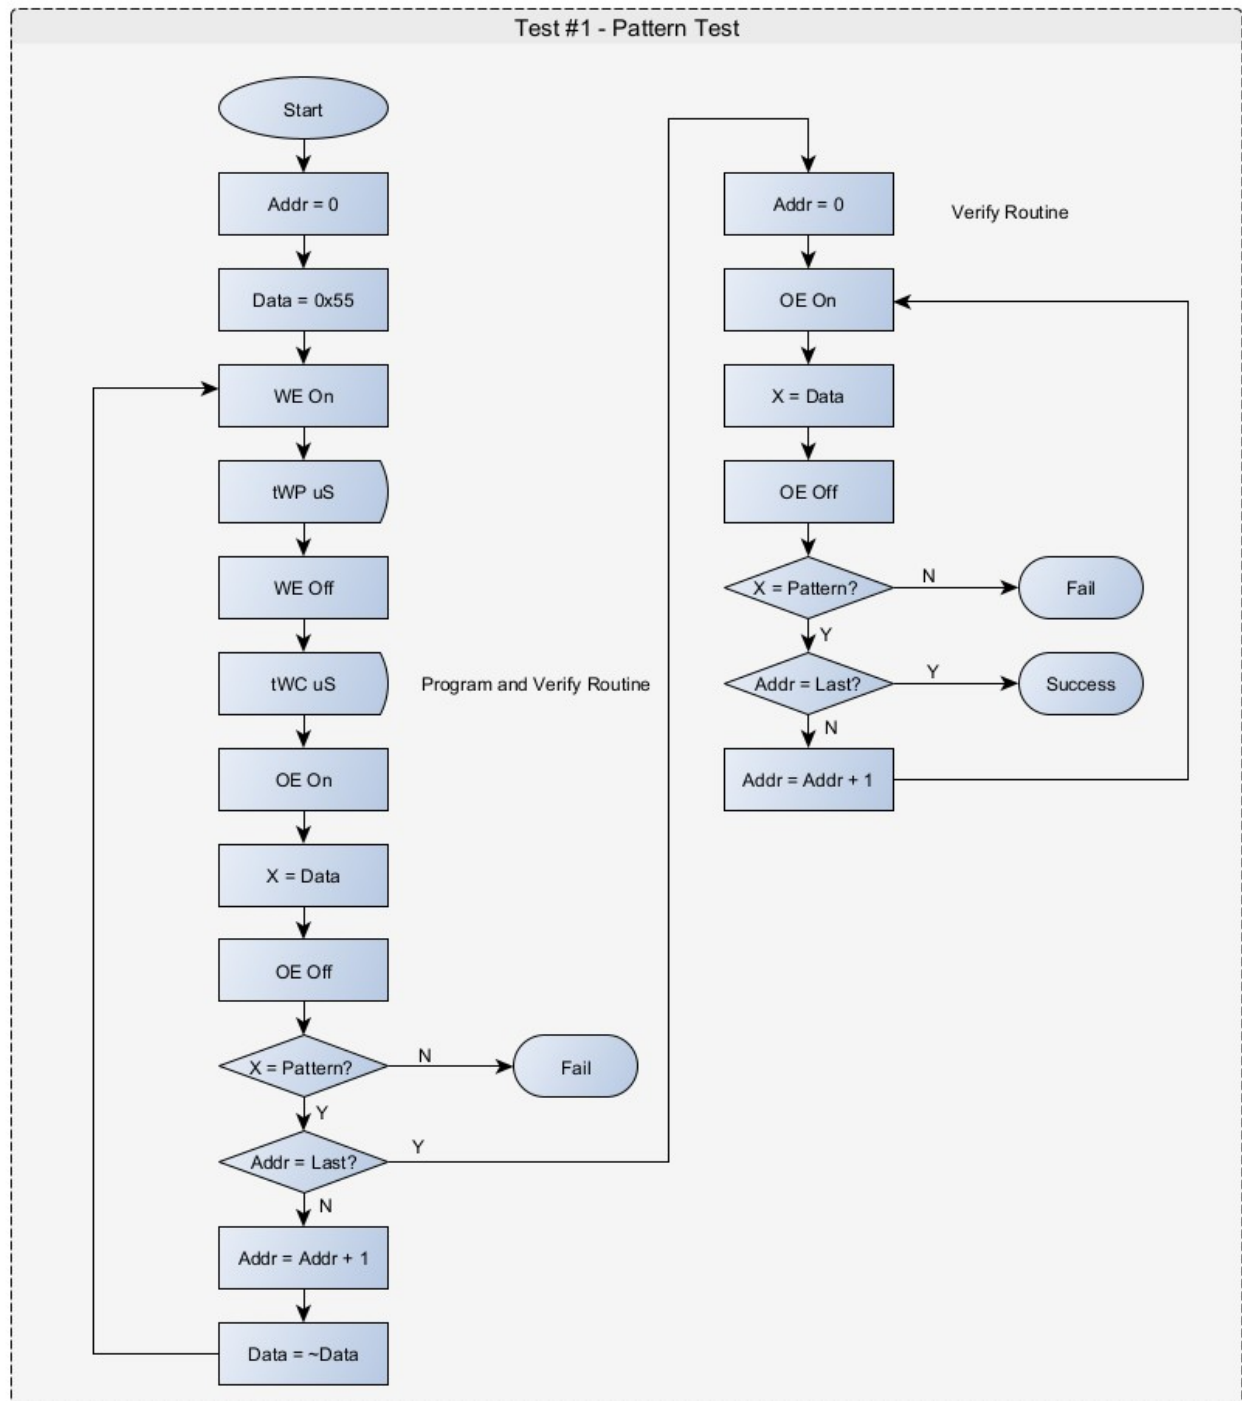 Test #1 - Pattern Test
Start
Addr = 0
Data = 0x55
WE On
tWP uS
WE Off
tWC uS
Program and Verify Routine
OE On
X = Data
OE Off
X = Pattern?
N
Fail
Y
Addr = Last?
Y
N
Addr = Addr + 1
Data = ~Data
Addr = 0
Verify Routine
OE On
X = Data
OE Off
X = Pattern?
N
Fail
Y
Addr = Last?
Y
Success
N
Addr = Addr + 1